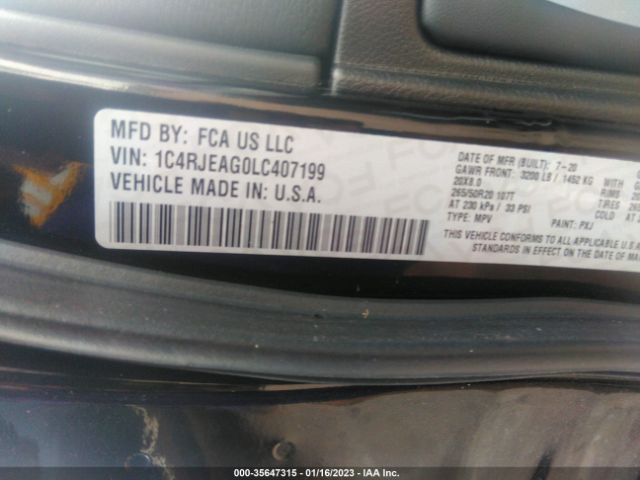 MFD BY: FCA US LLC
VIN: 1C4RJEAG0LC407199
VEHICLE MADE IN: U.S.A.
DATE OF MFR (BUILT): 7-20
GAWR FRONT: 3200 LB / 1452 KG WITH
20X8.0 RIMS
265/50R20 107T TIRES
AT 230 kPa / 33 PSI COLD
TYPE: MPV PAINT: PXJ
THIS VEHICLE CONFORMS TO ALL APPLICABLE U.S.A
STANDARDS IN EFFECT ON THE DATE OF MAN
000-35647315 - 01/16/2023 - IAA Inc.